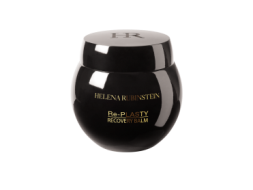 HR
HELENA RUBINSTEIN
Re-PLASTY
RECOVERY BALM